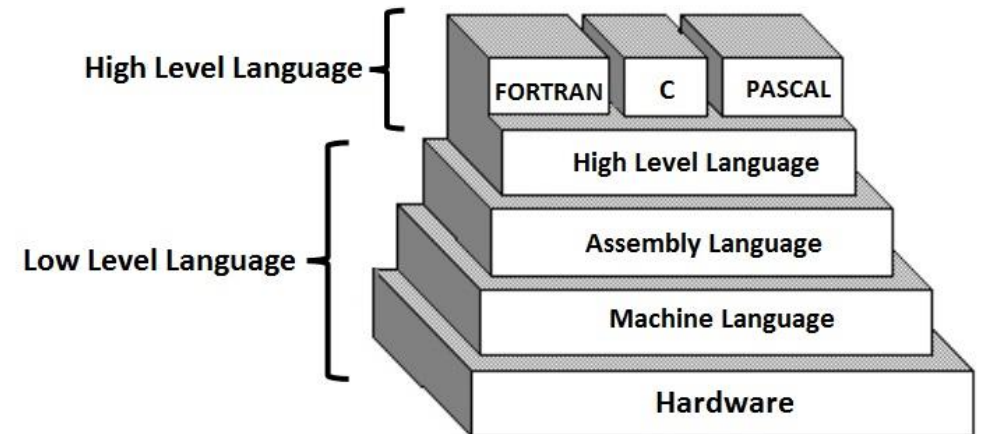 High Level Language
FORTRAN C PASCAL
High Level Language
Assembly Language
Low Level Language
Machine Language
Hardware